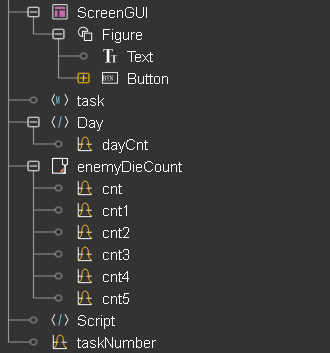 ScreenGUI
Figure
Text
Button
task
Day
dayCnt
enemyDieCount
cnt
cnt1
cnt2
cnt3
cnt4
cnt5
Script
taskNumber